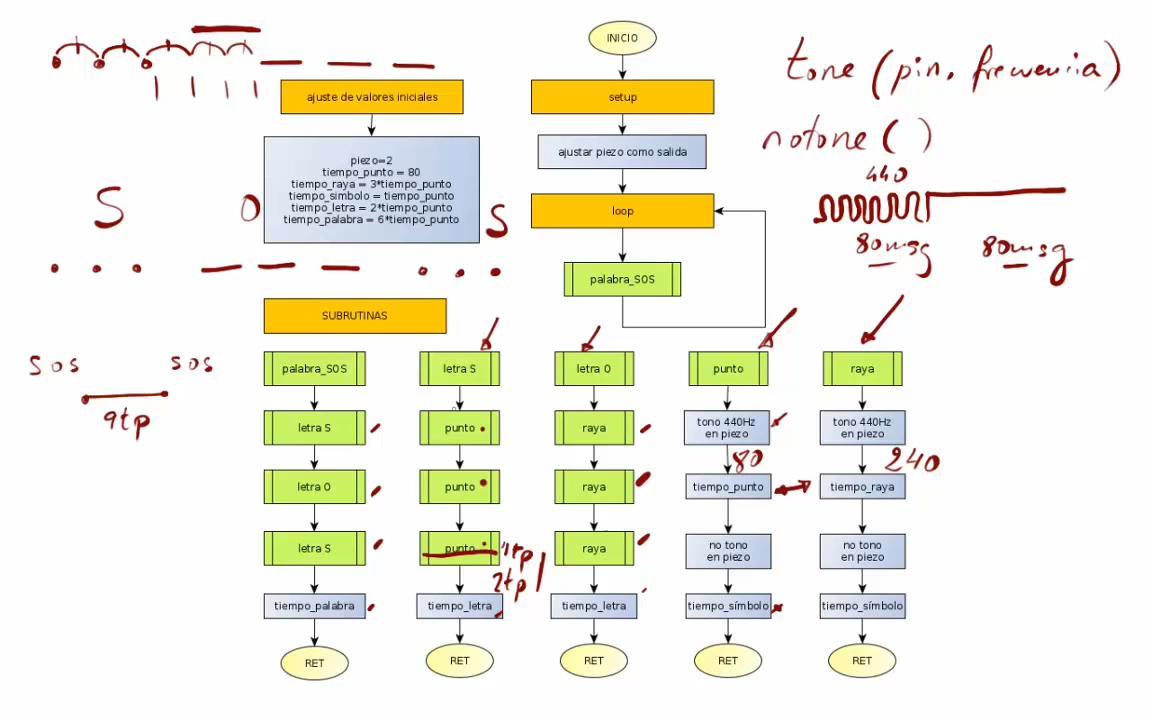 INICIO
tone (pin, frecuencia)
ajuste de valores iniciales
setup
notone ( )
ajustar piezo como salida
piezo=2
tiempo_punto = 80
tiempo_raya = 3*tiempo_punto
tiempo_simbolo = tiempo_punto
tiempo_letra = 2*tiempo_punto
tiempo_palabra = 6*tiempo_punto
440
S O S
loop
80msg 80msg
palabra_SOS
SUBRUTINAS
SOS SOS
9tp
palabra_SOS
letra S
letra O
letra S
tiempo_palabra
RET
letra S
punto
punto
punto
1tp
2tp
tiempo_letra
RET
letra O
raya
raya
raya
tiempo_letra
RET
punto
tono 440Hz
en piezo
80
tiempo_punto
no tono
en piezo
tiempo_símbolo
RET
raya
tono 440Hz
en piezo
240
tiempo_raya
no tono
en piezo
tiempo_símbolo
RET